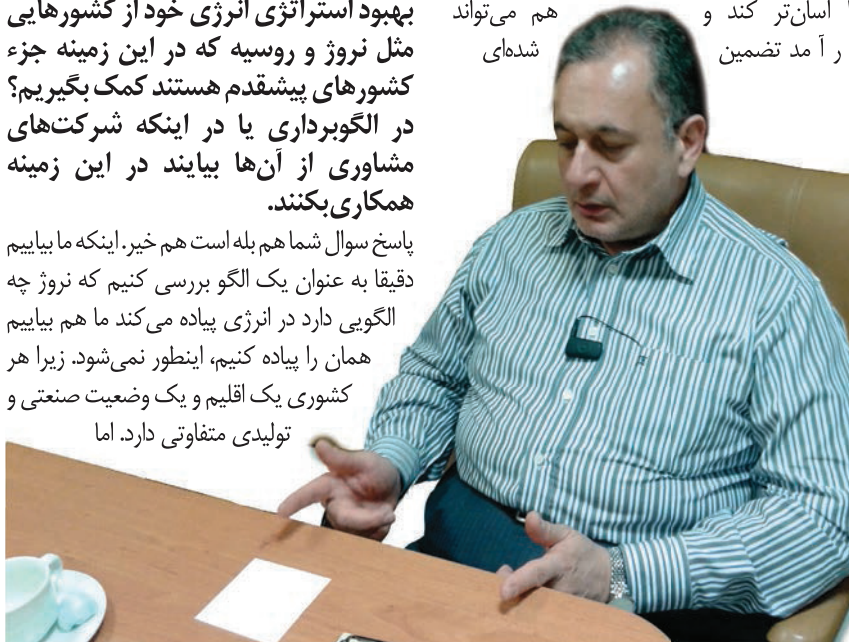 آسان‌تر کند و
ر آ مد تضمین
هم می‌تواند
شده‌ای
بهبود استراتژی انرژی خود از کشورهایی
مثل نروژ و روسیه که در این زمینه جزء
کشورهای پیشقدم هستند کمک بگیریم؟
در الگوبرداری یا در اینکه شرکت‌های
مشاوری از آن‌ها بیایند در این زمینه
همکاری‌بکنند.
پاسخ سوال شما هم بله است هم خیر. اینکه ما بیاییم
دقیقا به عنوان یک الگو بررسی کنیم که نروژ چه
الگویی دارد در انرژی پیاده می‌کند ما هم بیاییم
همان را پیاده کنیم، اینطور نمی‌شود. زیرا هر
کشوری یک اقلیم و یک وضعیت صنعتی و
تولیدی متفاوتی دارد. اما